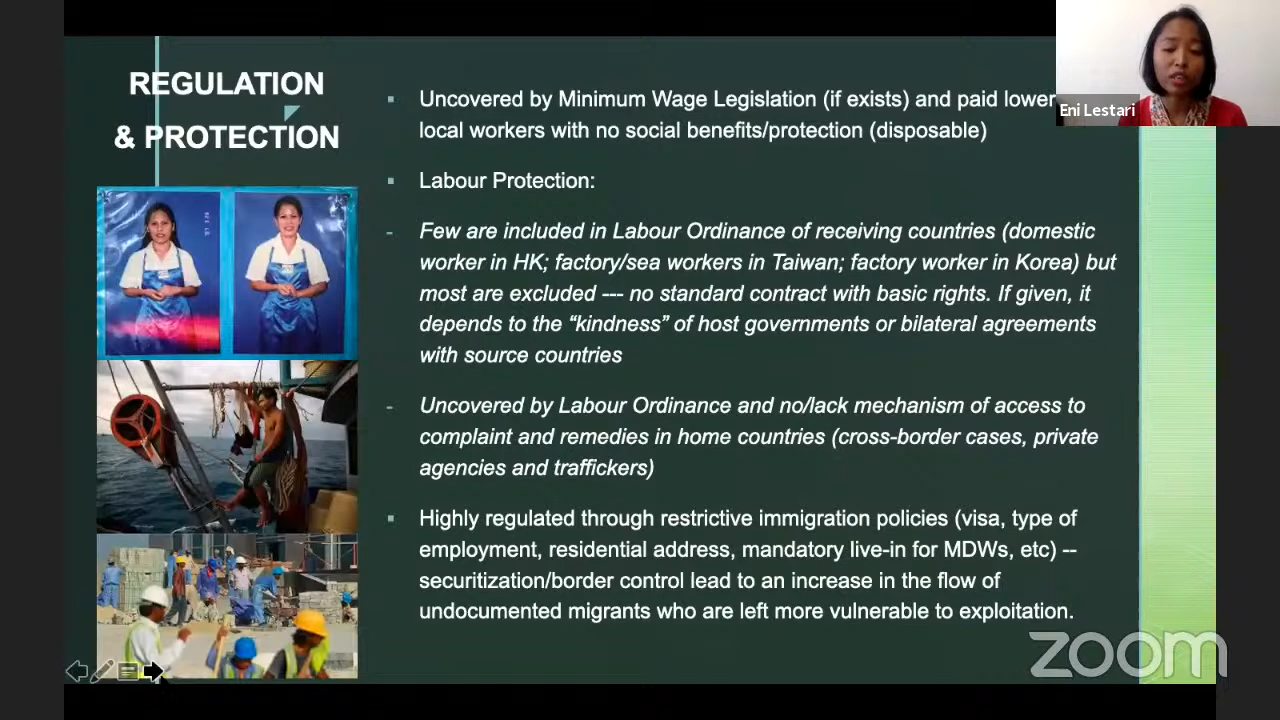 REGULATION
& PROTECTION
▪ Uncovered by Minimum Wage Legislation (if exists) and paid lower
local workers with no social benefits/protection (disposable)
▪ Labour Protection:
- Few are included in Labour Ordinance of receiving countries (domestic
worker in HK; factory/sea workers in Taiwan; factory worker in Korea) but
most are excluded --- no standard contract with basic rights. If given, it
depends to the “kindness” of host governments or bilateral agreements
with source countries
- Uncovered by Labour Ordinance and no/lack mechanism of access to
complaint and remedies in home countries (cross-border cases, private
agencies and traffickers)
▪ Highly regulated through restrictive immigration policies (visa, type of
employment, residential address, mandatory live-in for MDWs, etc) --
securitization/border control lead to an increase in the flow of
undocumented migrants who are left more vulnerable to exploitation.
Eni Lestari
zoom